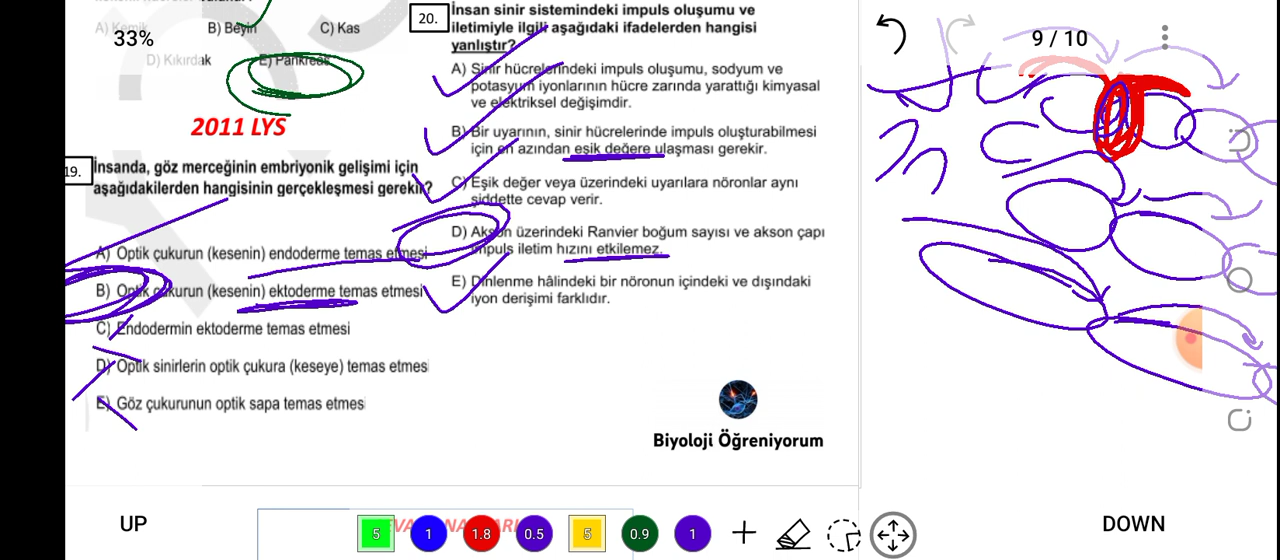 33%
A) Kemik B) Beyin C) Kas
D) Kıkırdak E) Pankreas
2011 LYS
19. İnsanda, göz merceğinin embriyonik gelişimi için
aşağıdakilerden hangisinin gerçekleşmesi gerekir?
A) Optik çukurun (kesenin) endoderme temas etmesi
B) Optik çukurun (kesenin) ektoderme temas etmesi
C) Endodermin ektoderme temas etmesi
D) Optik sinirlerin optik çukura (keseye) temas etmes
E) Göz çukurunun optik sapa temas etmes
20. İnsan sinir sistemindeki impuls oluşumu ve
iletimiyle ilgili aşağıdaki ifadelerden hangisi
yanlıştır?
A) Sinir hücrelerindeki impuls oluşumu, sodyum ve
potasyum iyonlarının hücre zarında yarattığı kimyasal
ve elektriksel değişimdir.
B) Bir uyarının, sinir hücrelerinde impuls oluşturabilmesi
için en azından eşik değere ulaşması gerekir.
C) Eşik değer veya üzerindeki uyarılara nöronlar aynı
şiddette cevap verir.
D) Akson üzerindeki Ranvier boğum sayısı ve akson çapı
impuls iletim hızını etkilemez.
E) Dinlenme hâlindeki bir nöronun içindeki ve dışındaki
iyon derişimi farklıdır.
Biyoloji Öğreniyorum
9 / 10
UP
5 1 1.8 0.5 5 0.9 1
DOWN